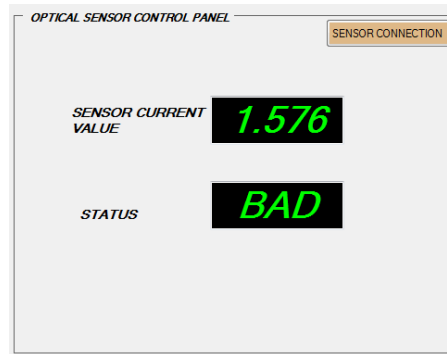 OPTICAL SENSOR CONTROL PANEL
SENSOR CONNECTION
SENSOR CURRENT
VALUE
1.576
STATUS
BAD